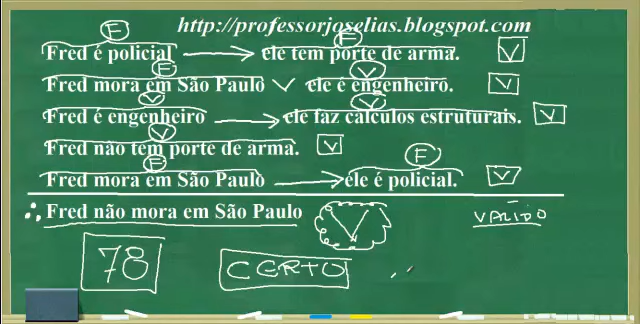 http://professorjoselias.blogspot.com
F
F
Fred é policial → ele tem porte de arma. V
F
V
Fred mora em São Paulo ∨ ele é engenheiro. V
V
V
Fred é engenheiro → ele faz cálculos estruturais. V
V
Fred não tem porte de arma. V
F
F
Fred mora em São Paulo → ele é policial. V
∴ Fred não mora em São Paulo V VALIDO
78 CERTO